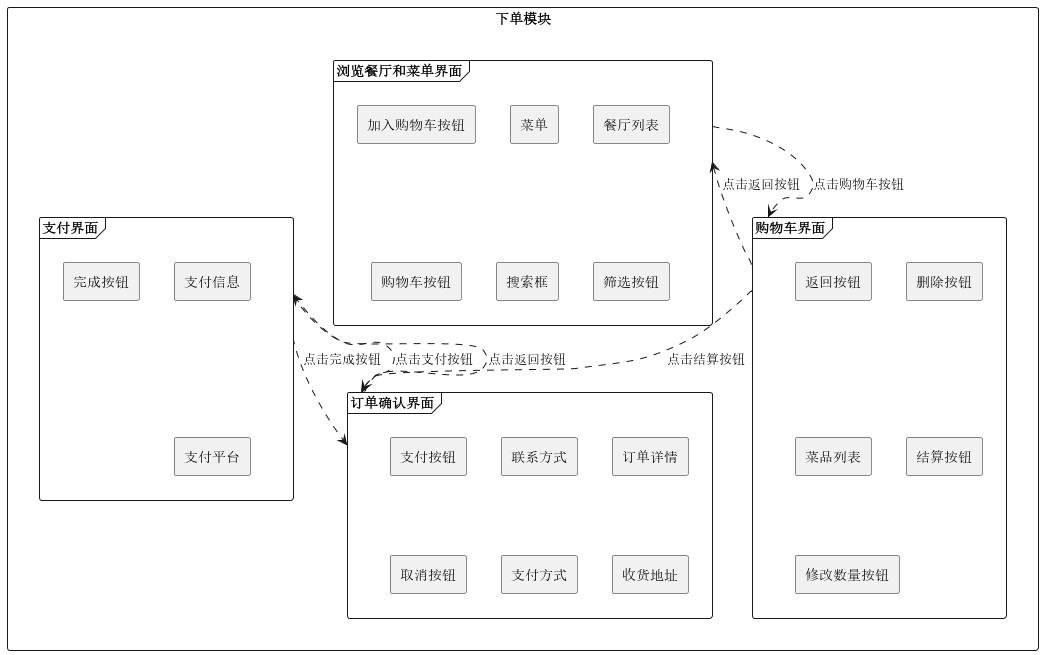 下单模块
浏览餐厅和菜单界面
加入购物车按钮
菜单
餐厅列表
点击返回按钮
点击购物车按钮
购物车按钮
搜索框
筛选按钮
支付界面
完成按钮
支付信息
支付平台
购物车界面
返回按钮
删除按钮
菜品列表
结算按钮
修改数量按钮
点击完成按钮
点击支付按钮
点击返回按钮
点击结算按钮
订单确认界面
支付按钮
联系方式
订单详情
取消按钮
支付方式
收货地址